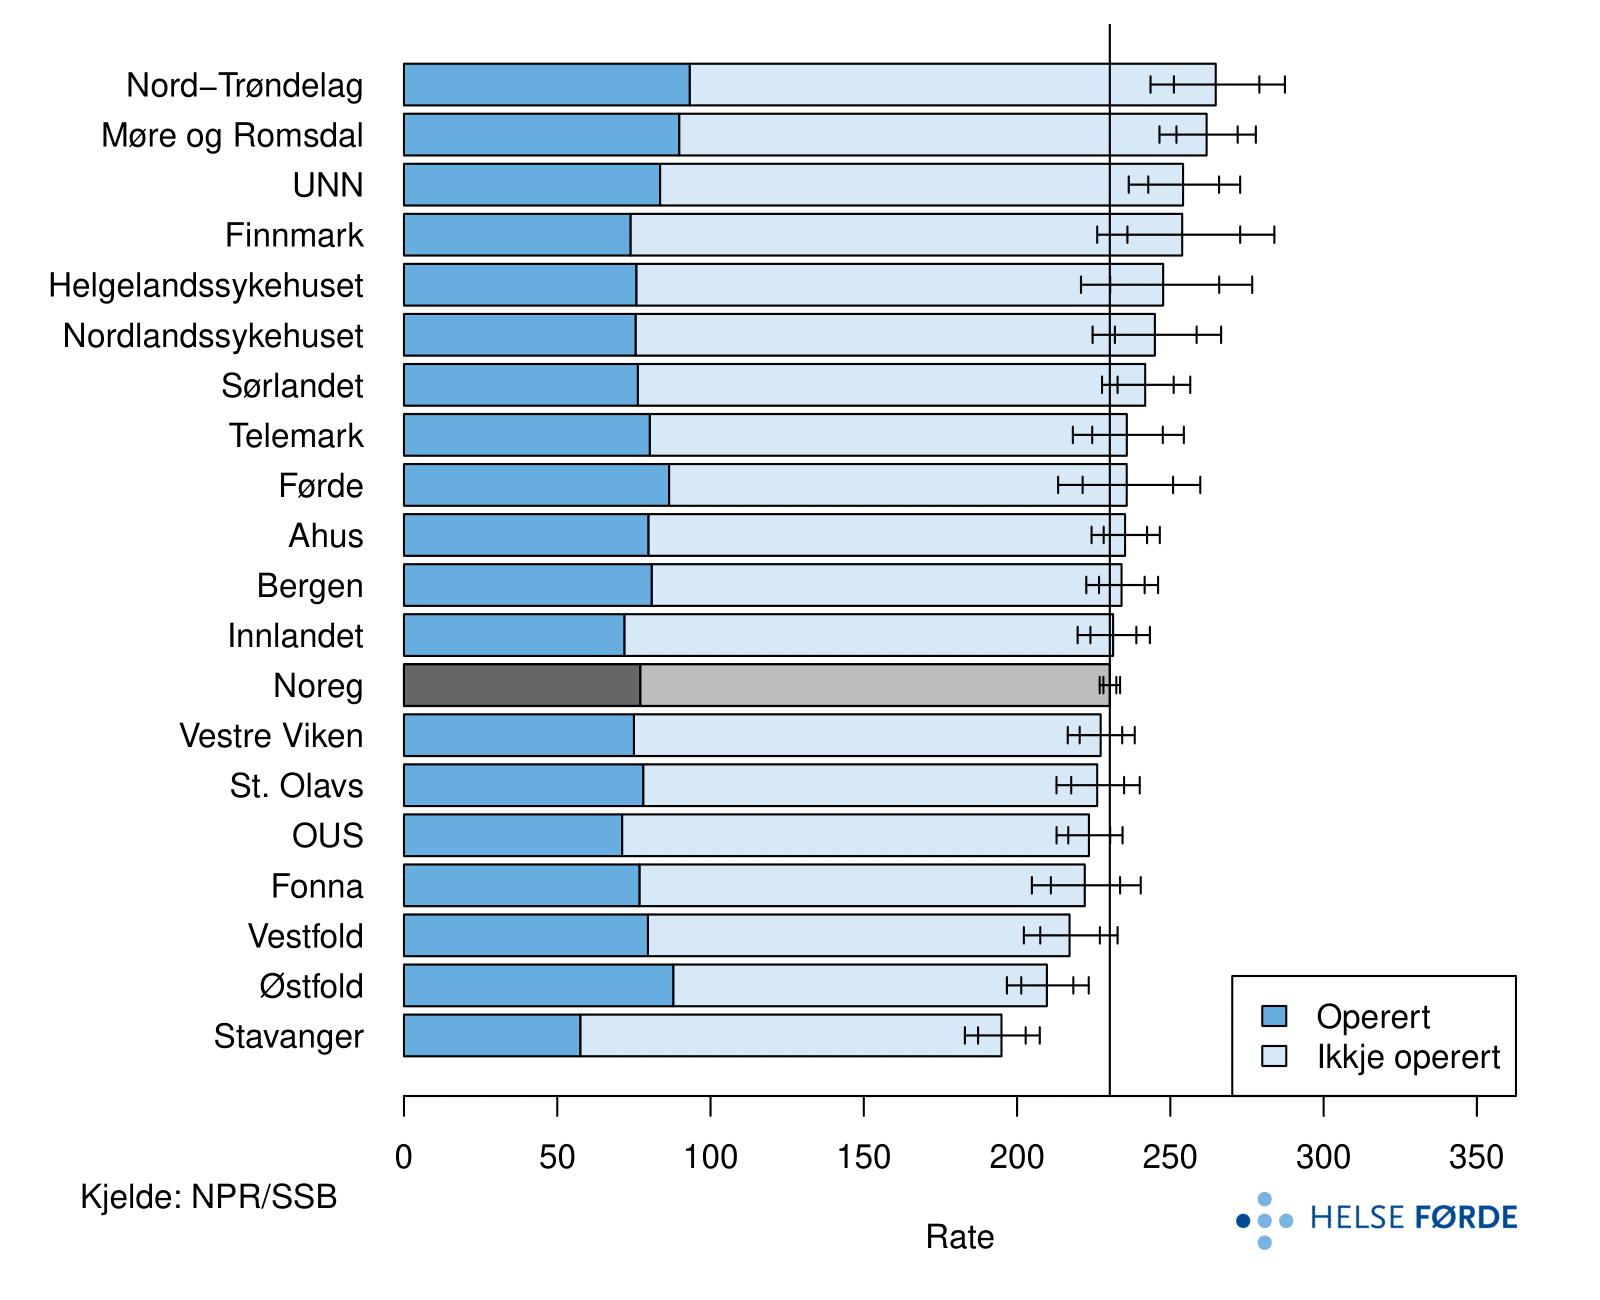 Nord−Trøndelag
Møre og Romsdal
UNN
Finnmark
Helgelandssykehuset
Nordlandssykehuset
Sørlandet
Telemark
Førde
Ahus
Bergen
Innlandet
Noreg
Vestre Viken
St. Olavs
OUS
Fonna
Vestfold
Østfold
Stavanger
Operert
Ikkje operert
0 50 100 150 200 250 300 350
Kjelde: NPR/SSB
Rate
HELSE FØRDE